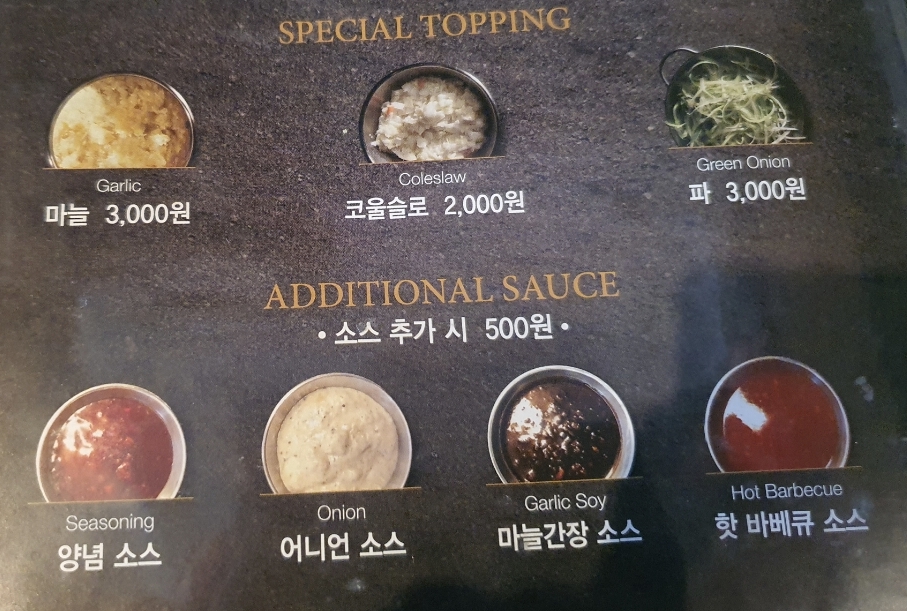 SPECIAL TOPPING
Garlic
마늘 3,000원
Coleslaw
코울슬로 2,000원
Green Onion
파 3,000원
ADDITIONAL SAUCE
• 소스 추가 시 500원 •
Seasoning
양념 소스
Onion
어니언 소스
Garlic Soy
마늘간장 소스
Hot Barbecue
핫 바베큐 소스